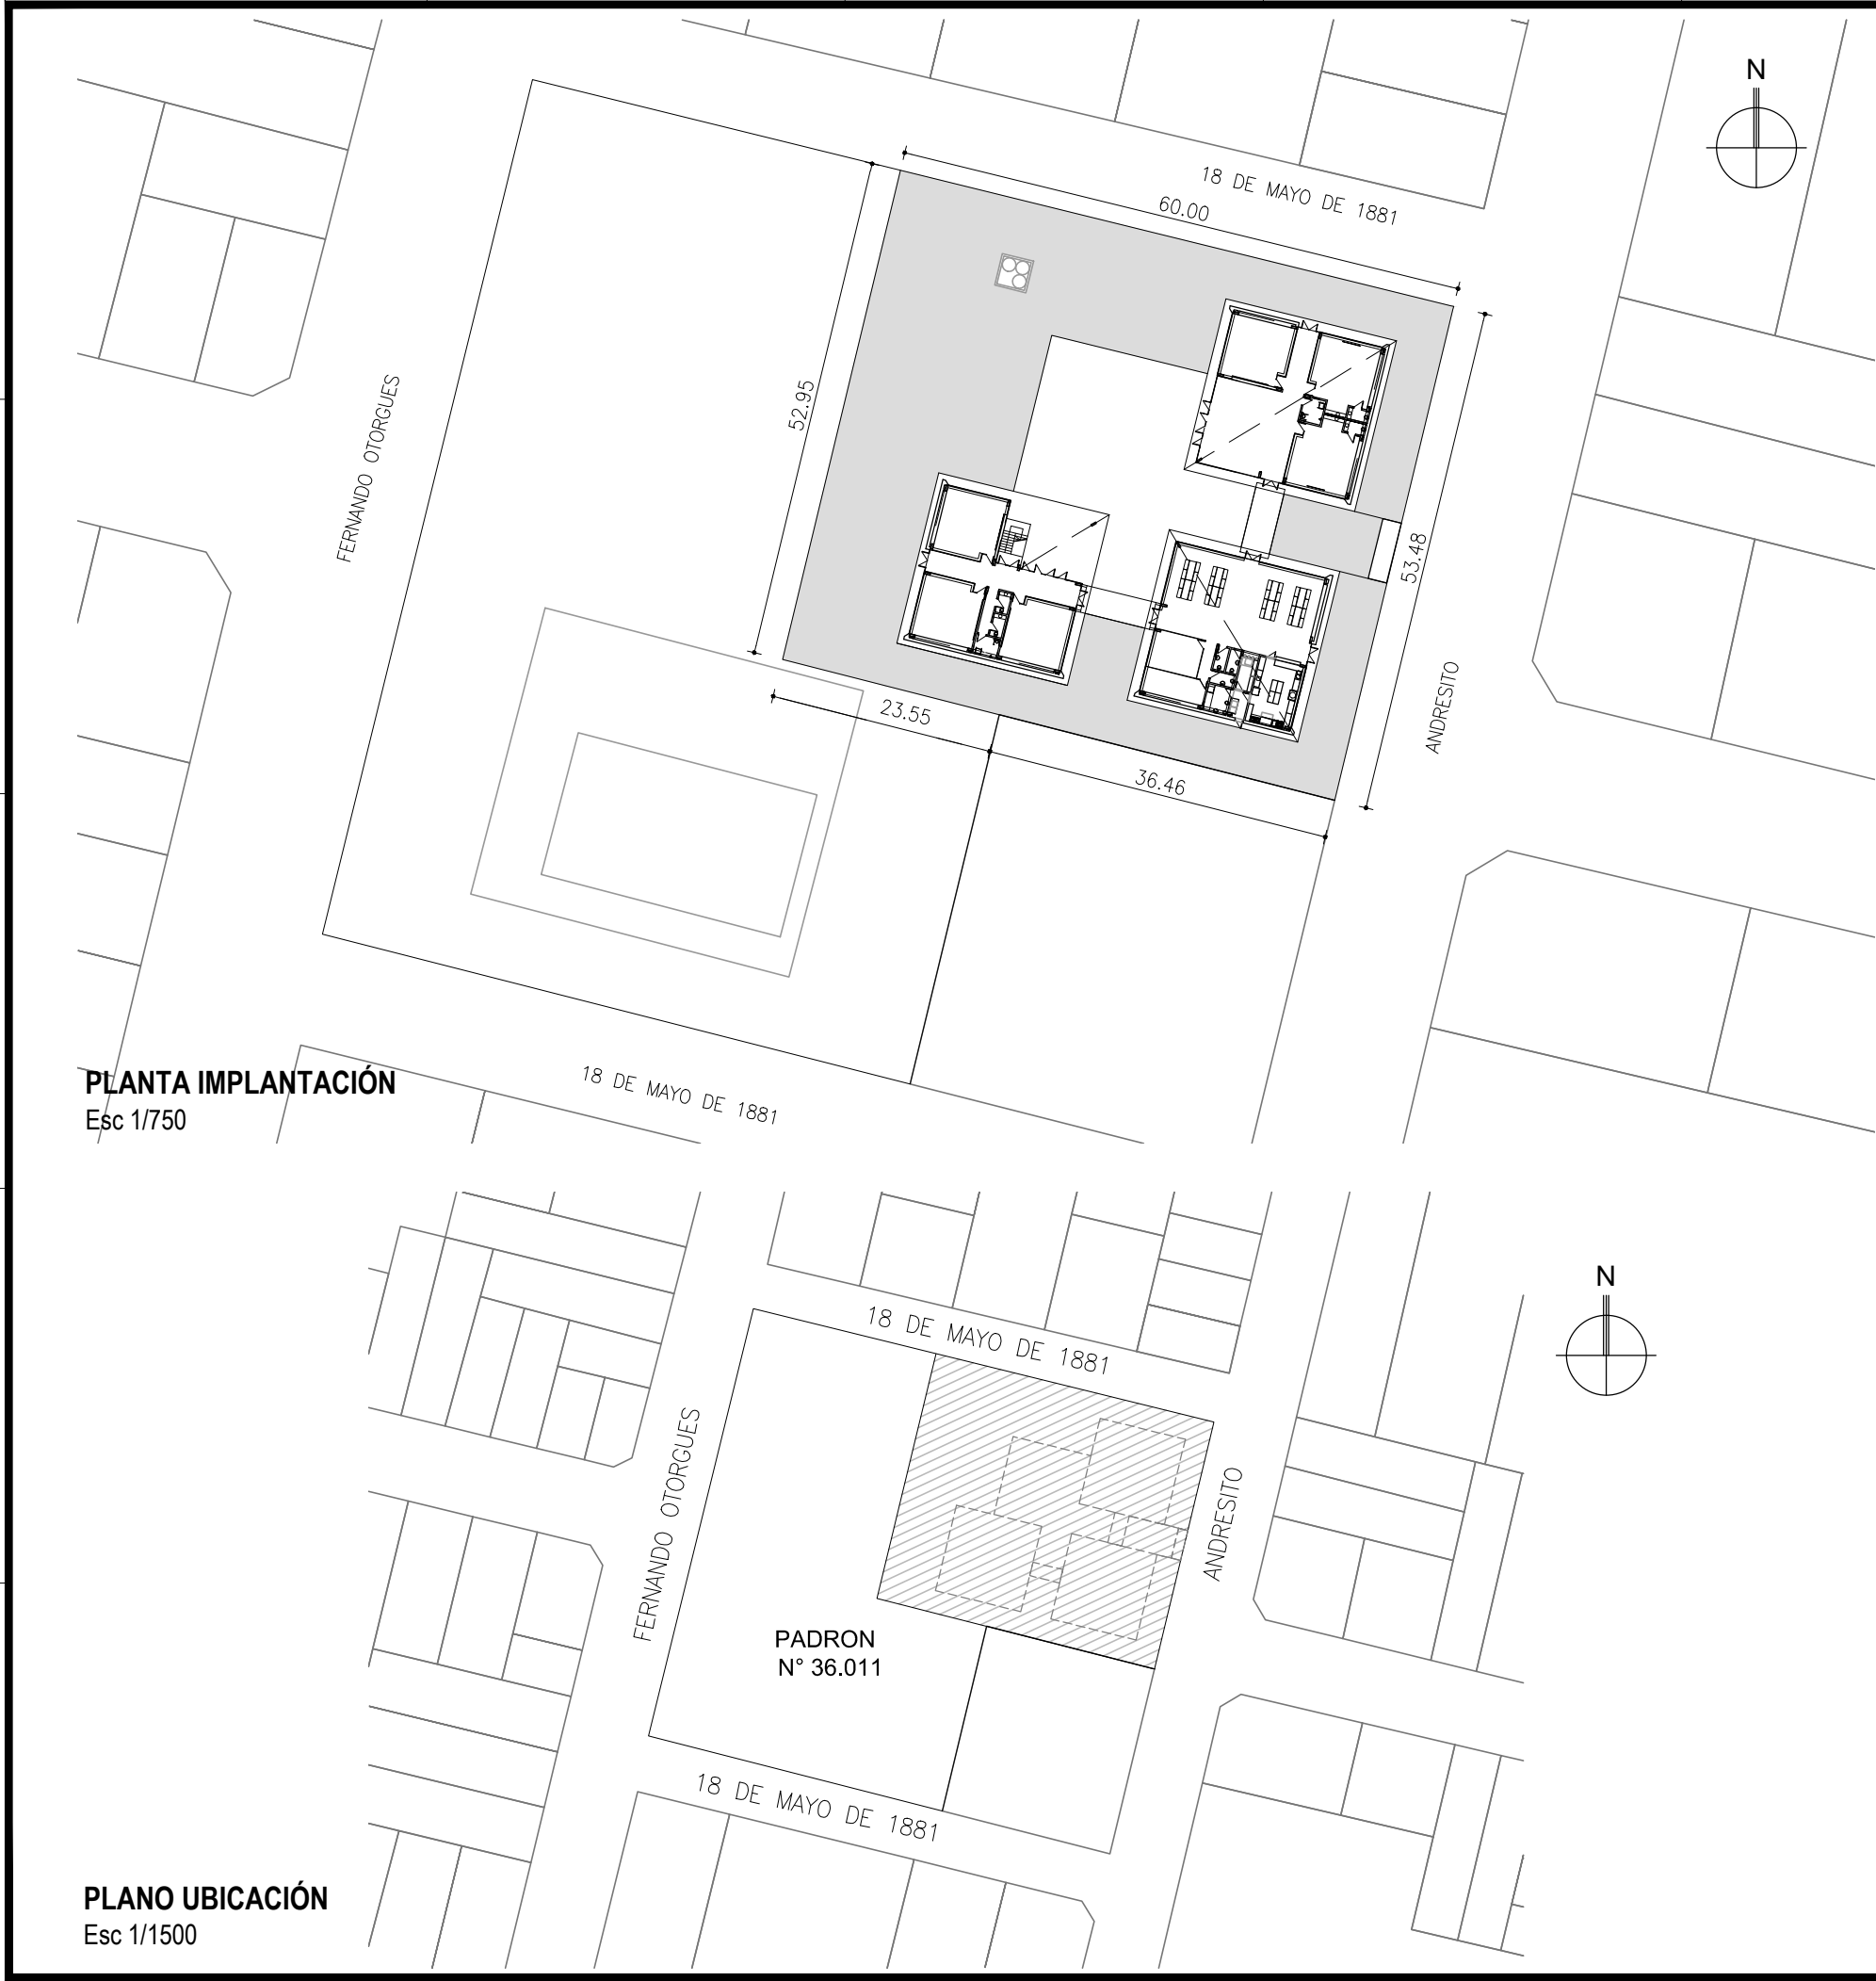 N
18 DE MAYO DE 1881
60.00
52.95
FERNANDO OTORGUES
53.48
ANDRESITO
23.55
36.46
PLANTA IMPLANTACIÓN
Esc 1/750
18 DE MAYO DE 1881
N
18 DE MAYO DE 1881
FERNANDO OTORGUES
ANDRESITO
PADRON
N° 36.011
18 DE MAYO DE 1881
PLANO UBICACIÓN
Esc 1/1500